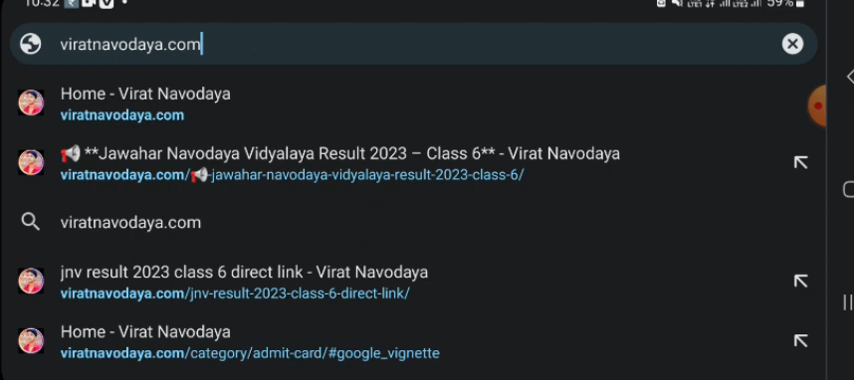 10:32
59%
viratnavodaya.com
Home - Virat Navodaya
viratnavodaya.com
📢 **Jawahar Navodaya Vidyalaya Result 2023 – Class 6** - Virat Navodaya
viratnavodaya.com/📢-jawahar-navodaya-vidyalaya-result-2023-class-6/
viratnavodaya.com
jnv result 2023 class 6 direct link - Virat Navodaya
viratnavodaya.com/jnv-result-2023-class-6-direct-link/
Home - Virat Navodaya
viratnavodaya.com/category/admit-card/#google_vignette